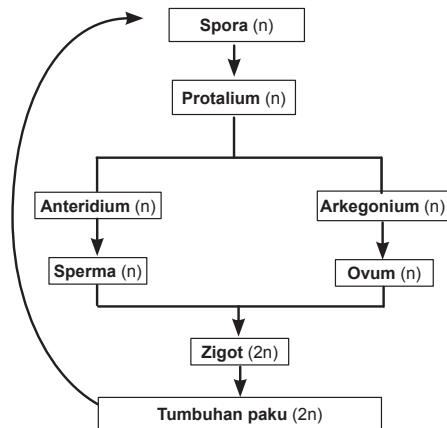 Spora (n)
Protalium (n)
Anteridium (n)
Arkegonium (n)
Sperma (n)
Ovum (n)
Zigot (2n)
Tumbuhan paku (2n)